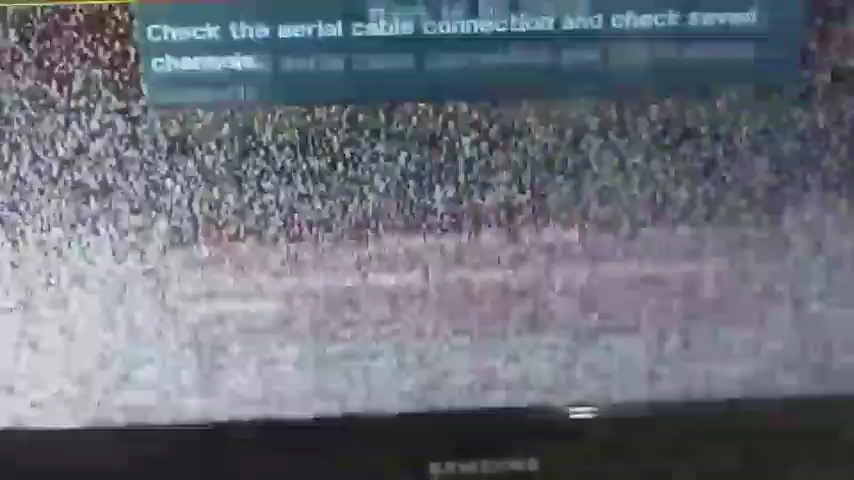 Check the aerial cable connection and check saved
channels.
SAMSUNG